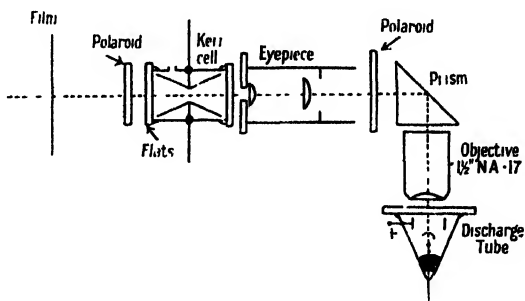 Film
Polaroid
Kerr
cell
Eyepiece
Polaroid
Prism
Flats
Objective
1½" NA·17
Discharge
Tube